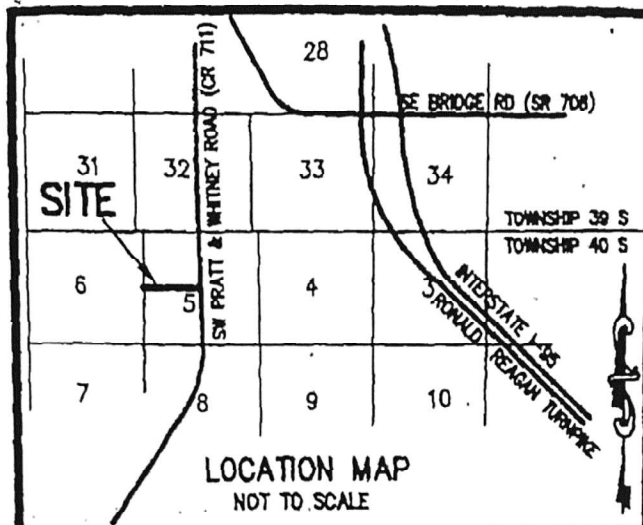 28
SW PRATT & WHITNEY ROAD (CR 711)
SE BRIDGE RD (SR 708)
31
32
33
34
SITE
TOWNSHIP 39 S
TOWNSHIP 40 S
6
5
4
3
INTERSTATE I-95
RONALD REAGAN TURNPIKE
7
8
9
10
LOCATION MAP
NOT TO SCALE